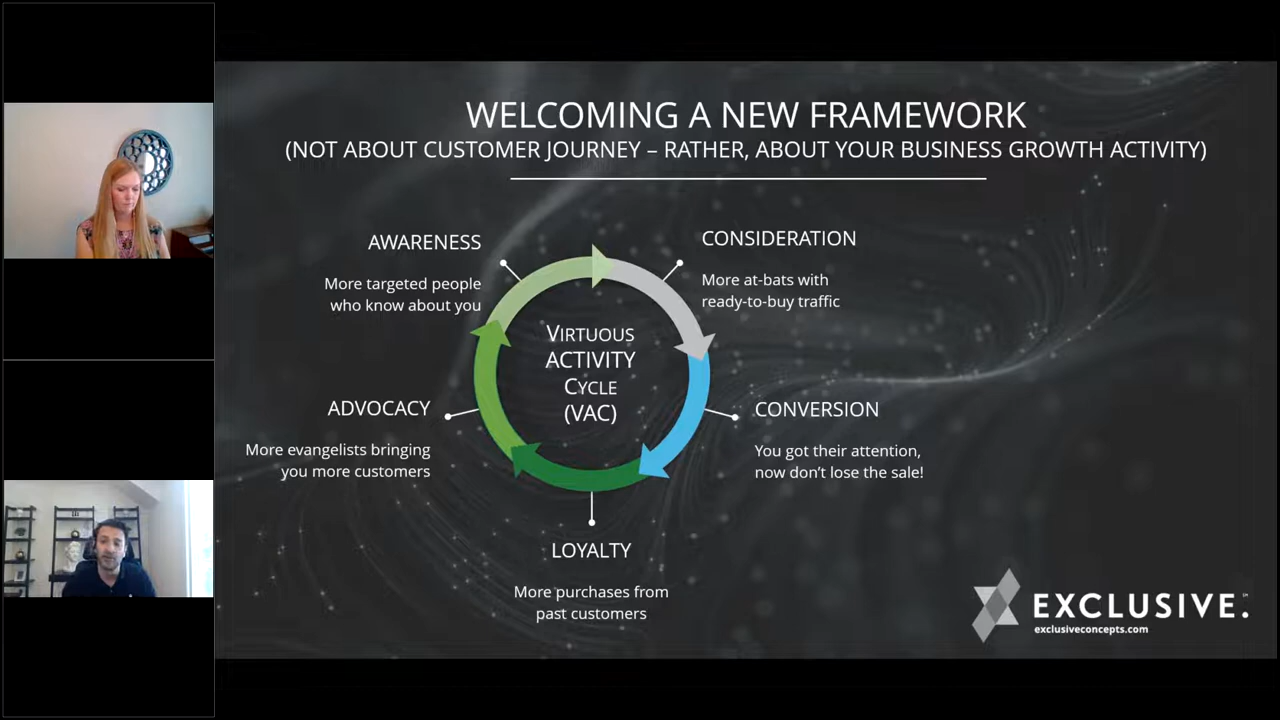 WELCOMING A NEW FRAMEWORK
(NOT ABOUT CUSTOMER JOURNEY – RATHER, ABOUT YOUR BUSINESS GROWTH ACTIVITY)
AWARENESS
More targeted people
who know about you
CONSIDERATION
More at-bats with
ready-to-buy traffic
VIRTUOUS
ACTIVITY
CYCLE
(VAC)
ADVOCACY
More evangelists bringing
you more customers
CONVERSION
You got their attention,
now don’t lose the sale!
LOYALTY
More purchases from
past customers
EXCLUSIVE.
exclusiveconcepts.com